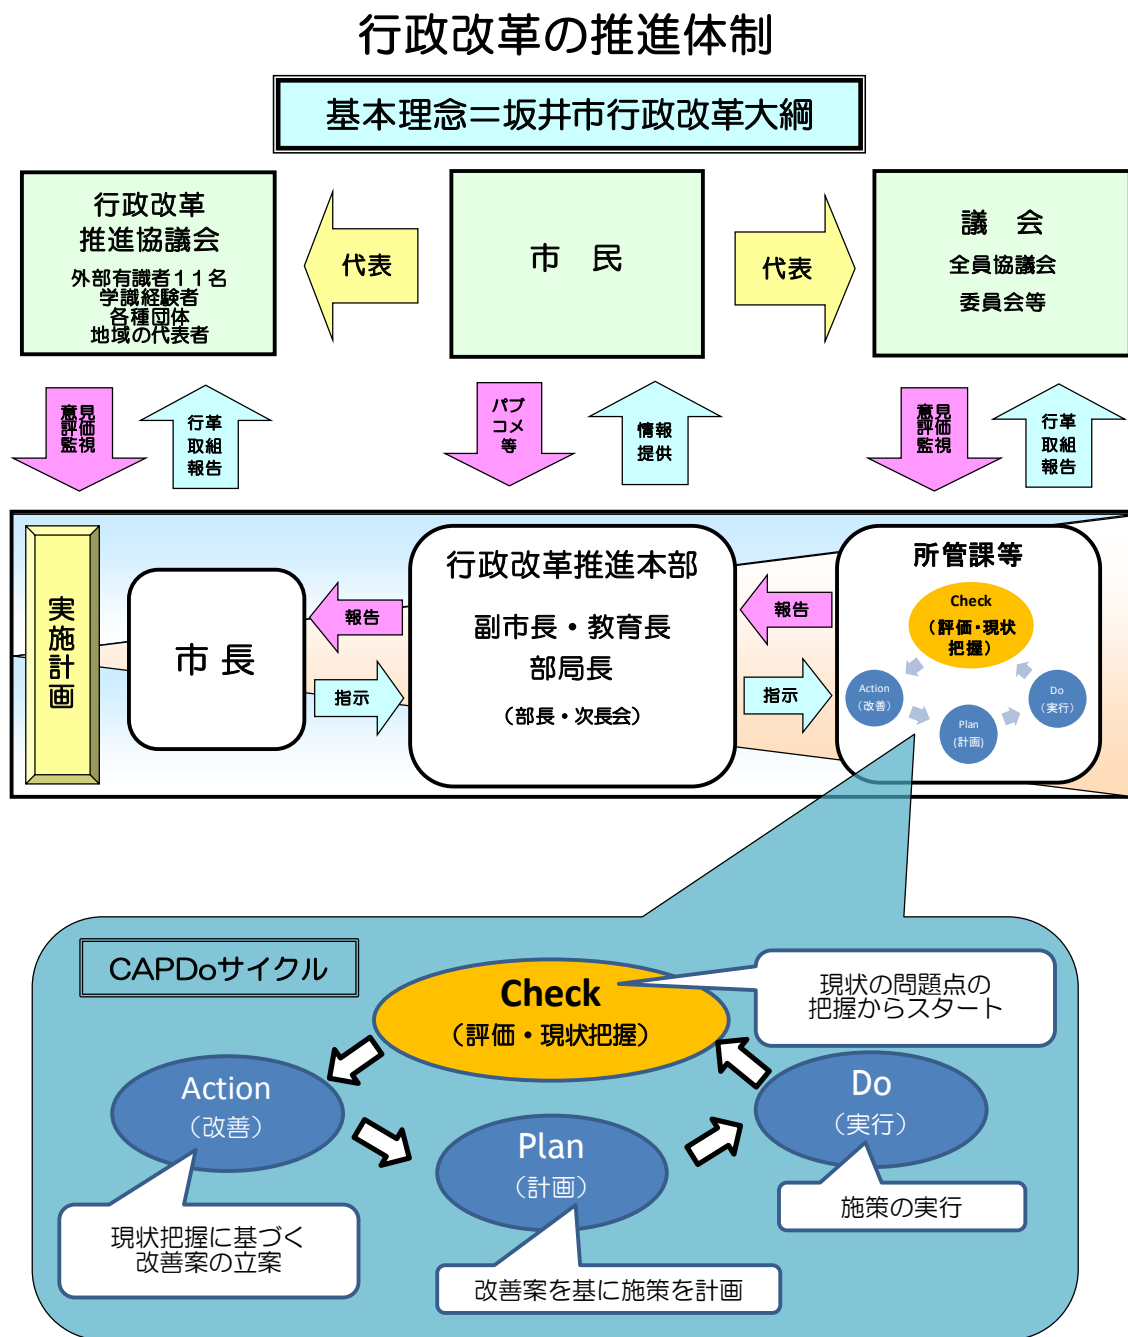 行政改革の推進体制
基本理念＝坂井市行政改革大綱
行政改革
推進協議会
外部有識者１１名
学識経験者
各種団体
地域の代表者
代表
市　民
代表
議　会
全員協議会
委員会等
意見
評価
監視
行革
取組
報告
パブ
コメ
等
情報
提供
意見
評価
監視
行革
取組
報告
実施計画
市 長
報告
指示
行政改革推進本部
副市長・教育長
部局長
（部長・次長会）
報告
指示
所管課等
Check
（評価・現状
把握）
Action
（改善）
Plan
(計画)
Do
（実行）
CAPDoサイクル
Check
（評価・現状把握）
現状の問題点の
把握からスタート
Action
（改善）
Plan
（計画）
Do
（実行）
現状把握に基づく
改善案の立案
改善案を基に施策を計画
施策の実行